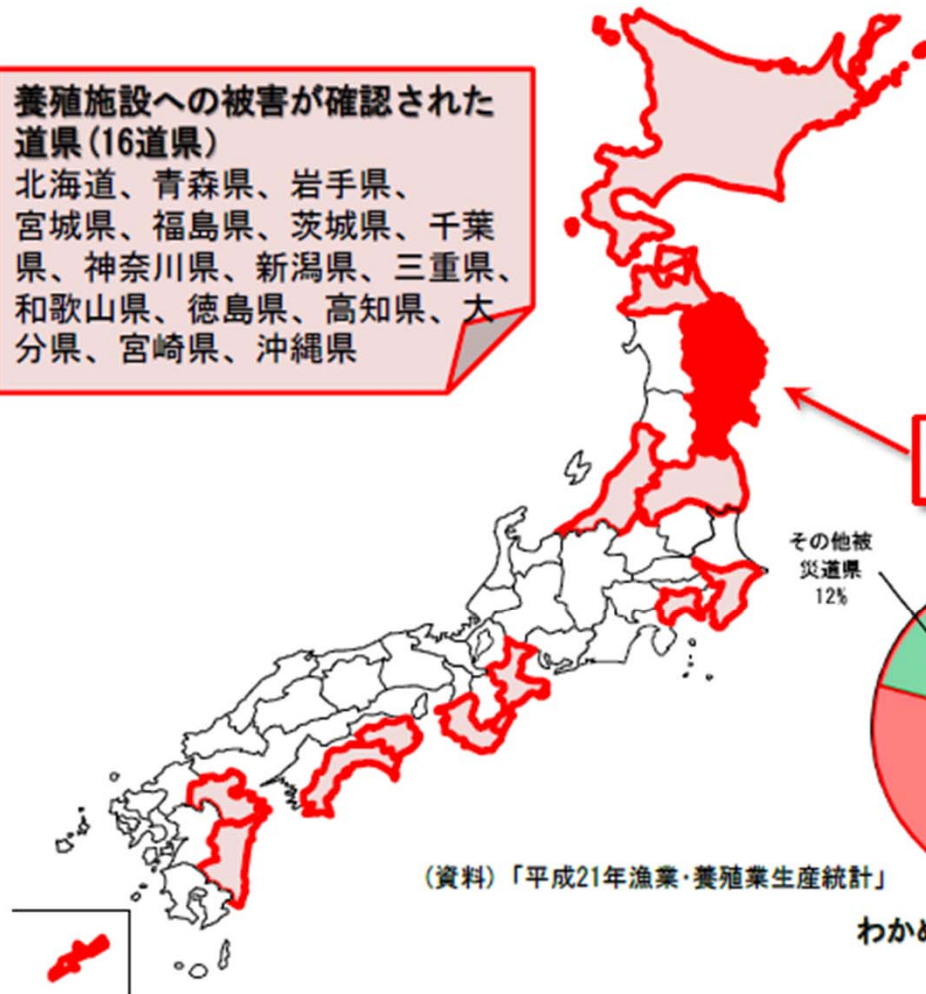 養殖施設への被害が確認された
道県(16道県)
北海道、青森県、岩手県、
宮城県、福島県、茨城県、千葉
県、神奈川県、新潟県、三重県、
和歌山県、徳島県、高知県、大
分県、宮崎県、沖縄県
その他被
災道県
12%
(資料)「平成21年漁業・養殖業生産統計」
わかめ